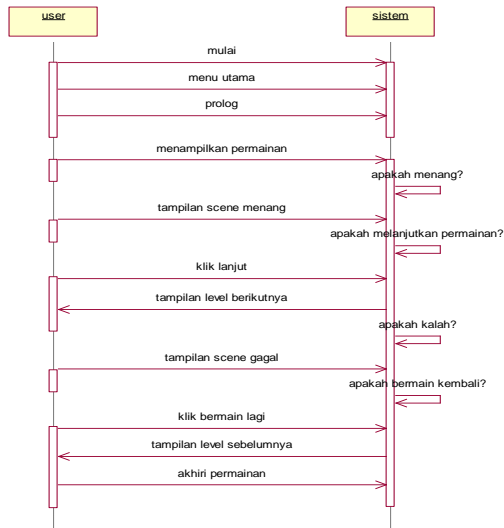 user
sistem
mulai
menu utama
prolog
menampilkan permainan
apakah menang?
tampilan scene menang
apakah melanjutkan permainan?
klik lanjut
tampilan level berikutnya
apakah kalah?
tampilan scene gagal
apakah bermain kembali?
klik bermain lagi
tampilan level sebelumnya
akhiri permainan